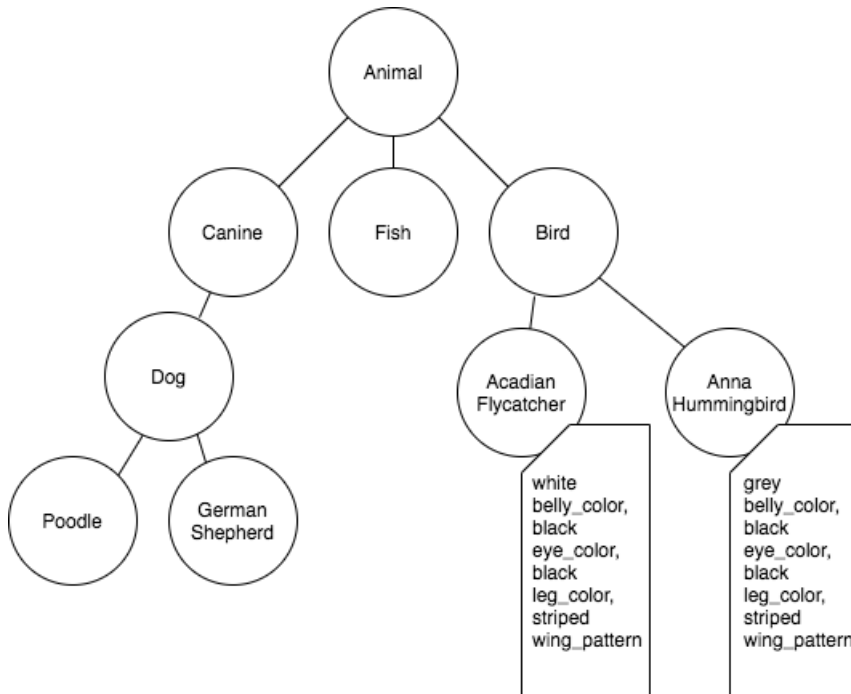 Animal
Canine
Fish
Bird
Dog
Acadian
Flycatcher
Anna
Hummingbird
Poodle
German
Shepherd
white
belly_color,
black
eye_color,
black
leg_color,
striped
wing_pattern
grey
belly_color,
black
eye_color,
black
leg_color,
striped
wing_pattern